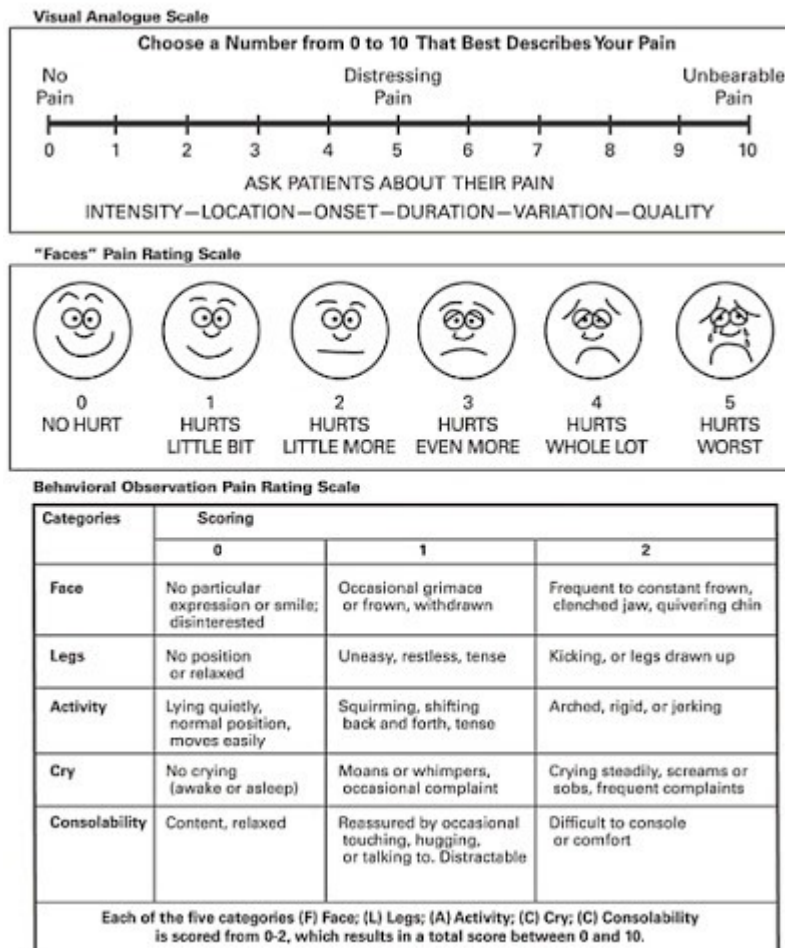 Visual Analogue Scale
Choose a Number from 0 to 10 That Best Describes Your Pain
No Distressing Unbearable
Pain Pain Pain
0 1 2 3 4 5 6 7 8 9 10
ASK PATIENTS ABOUT THEIR PAIN
INTENSITY—LOCATION—ONSET—DURATION—VARIATION—QUALITY
"Faces" Pain Rating Scale
0 1 2 3 4 5
NO HURT HURTS HURTS HURTS HURTS HURTS
LITTLE BIT LITTLE MORE EVEN MORE WHOLE LOT WORST
Behavioral Observation Pain Rating Scale
Categories Scoring
0 1 2
Face No particular Occasional grimace Frequent to constant frown,
expression or smile; or frown, withdrawn clenched jaw, quivering chin
disinterested
Legs No position Uneasy, restless, tense Kicking, or legs drawn up
or relaxed
Activity Lying quietly, Squirming, shifting Arched, rigid, or jerking
normal position, back and forth, tense
moves easily
Cry No crying Moans or whimpers, Crying steadily, screams or
(awake or asleep) occasional complaint sobs, frequent complaints
Consolability Content, relaxed Reassured by occasional Difficult to console
touching, hugging, or comfort
or talking to. Distractable
Each of the five categories (F) Face; (L) Legs; (A) Activity; (C) Cry; (C) Consolability
is scored from 0-2, which results in a total score between 0 and 10.